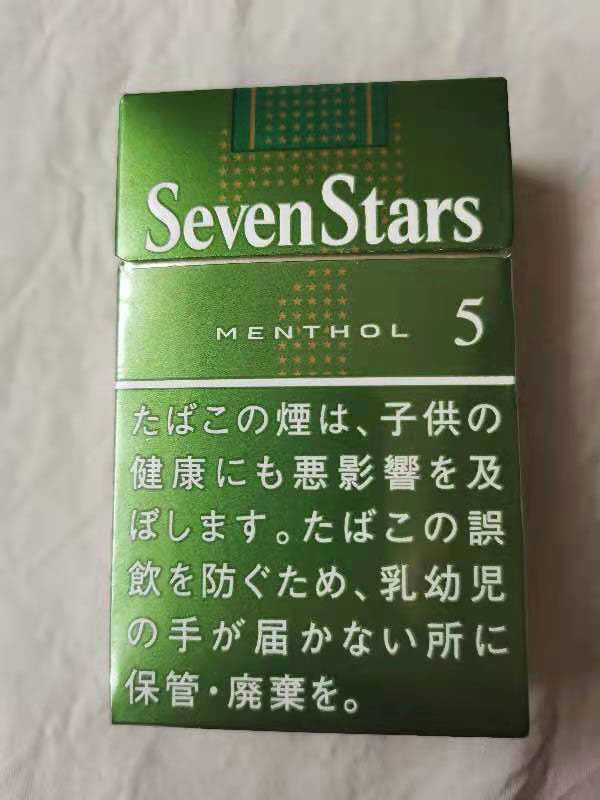 SevenStars
MENTHOL 5
たばこの煙は、子供の
健康にも悪影響を及
ぼします。たばこの誤
飲を防ぐため、乳幼児
の手が届かない所に
保管・廃棄を。